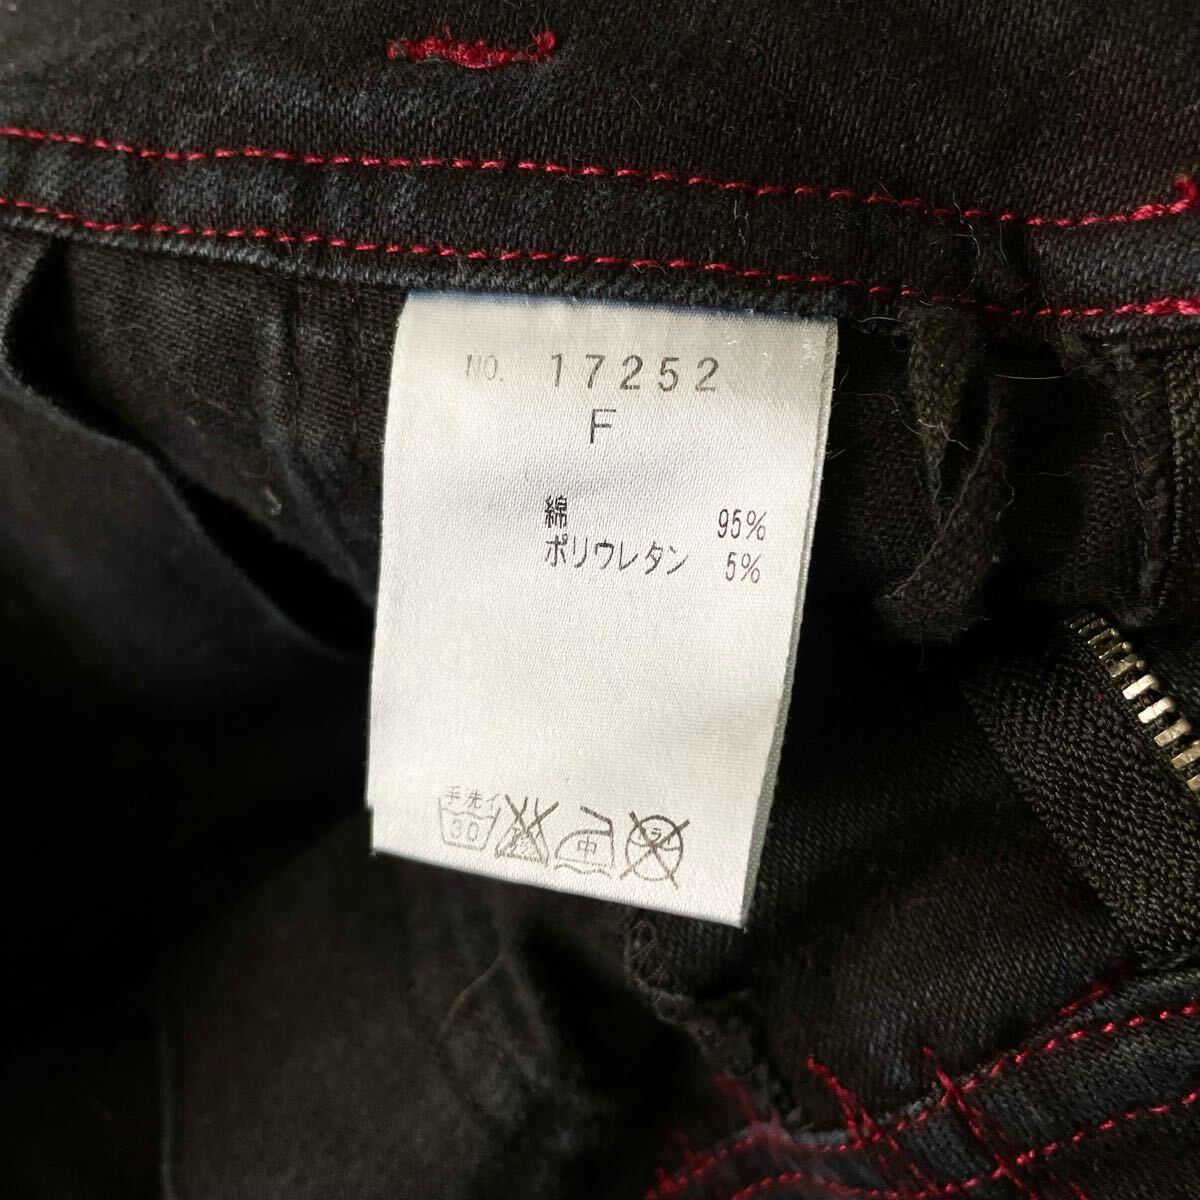 NO. 17252
F
綿 95%
ポリウレタン 5%
手洗イ
30
中